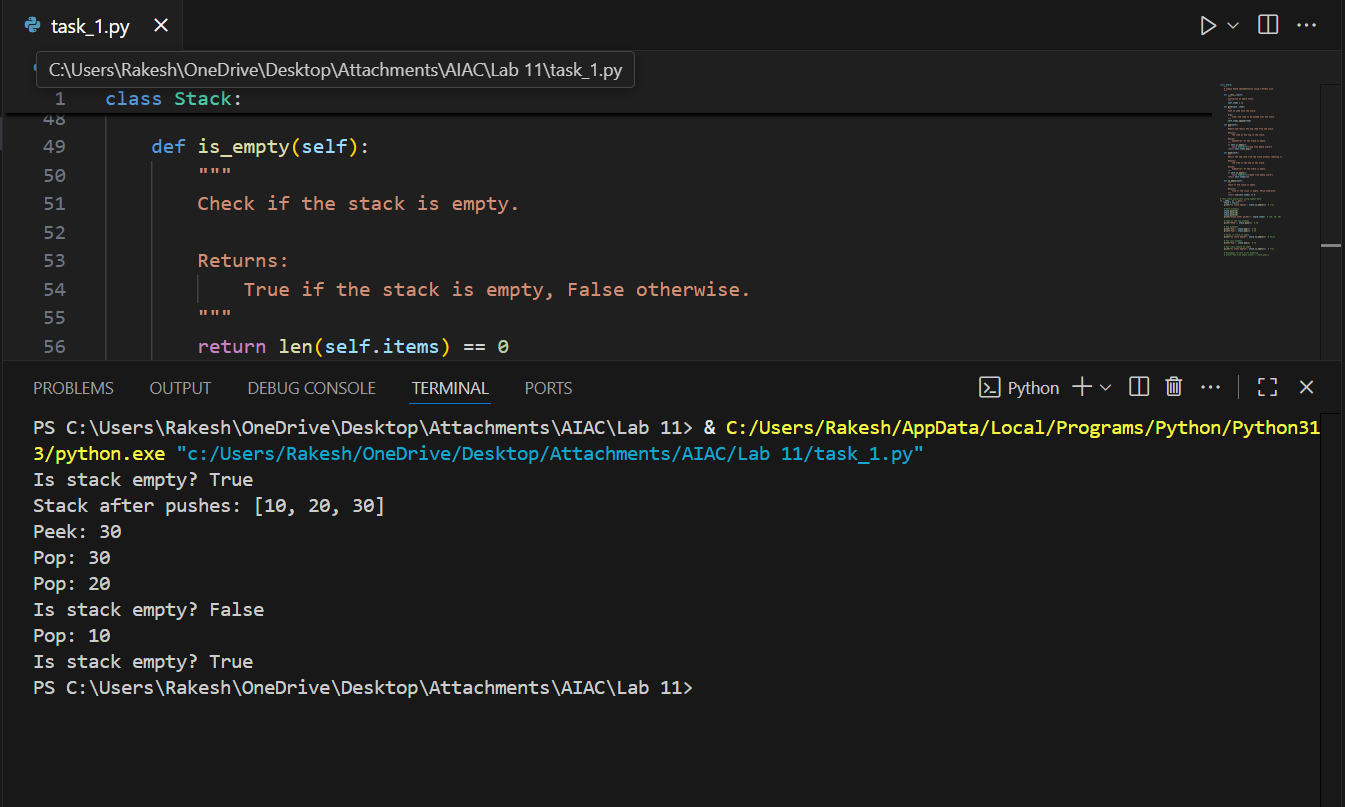 task_1.py
C:\Users\Rakesh\OneDrive\Desktop\Attachments\AIAC\Lab 11\task_1.py
1 class Stack:
48
49 def is_empty(self):
50 """
51 Check if the stack is empty.
52
53 Returns:
54 True if the stack is empty, False otherwise.
55 """
56 return len(self.items) == 0
PROBLEMS OUTPUT DEBUG CONSOLE TERMINAL PORTS Python
PS C:\Users\Rakesh\OneDrive\Desktop\Attachments\AIAC\Lab 11> & C:/Users/Rakesh/AppData/Local/Programs/Python/Python31
3/python.exe "c:/Users/Rakesh/OneDrive/Desktop/Attachments/AIAC/Lab 11/task_1.py"
Is stack empty? True
Stack after pushes: [10, 20, 30]
Peek: 30
Pop: 30
Pop: 20
Is stack empty? False
Pop: 10
Is stack empty? True
PS C:\Users\Rakesh\OneDrive\Desktop\Attachments\AIAC\Lab 11>